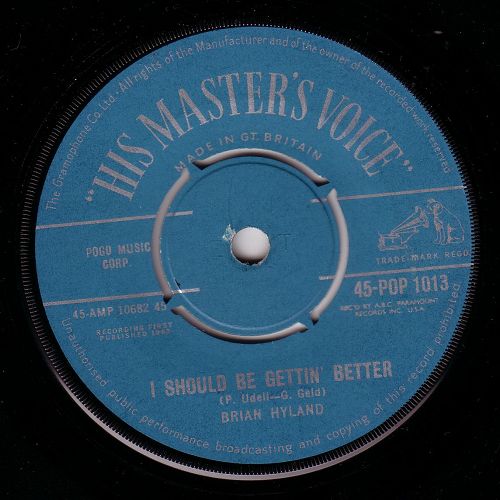 The Gramophone Co. Ltd. All rights of the Manufacturer and of the owner of the recorded work reserved
"HIS MASTER'S VOICE"
MADE IN GT. BRITAIN
POGO MUSIC
CORP.
TRADE MARK REGD
45-AMP 10682 45
45-POP 1013
RECORDING FIRST
PUBLISHED 1962
REC'D BY A.B.C. PARAMOUNT
RECORDS INC. U.S.A.
I SHOULD BE GETTIN' BETTER
(P. Udell—G. Geld)
BRIAN HYLAND
Unauthorised public performance broadcasting and copying of this record prohibited